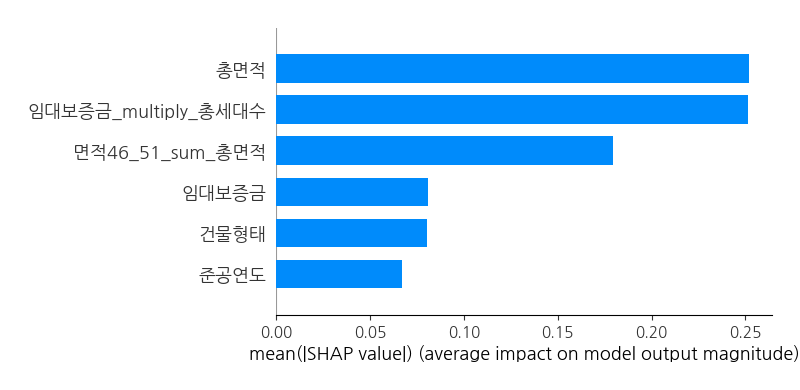 총면적
임대보증금_multiply_총세대수
면적46_51_sum_총면적
임대보증금
건물형태
준공연도
0.00 0.05 0.10 0.15 0.20 0.25
mean(|SHAP value|) (average impact on model output magnitude)